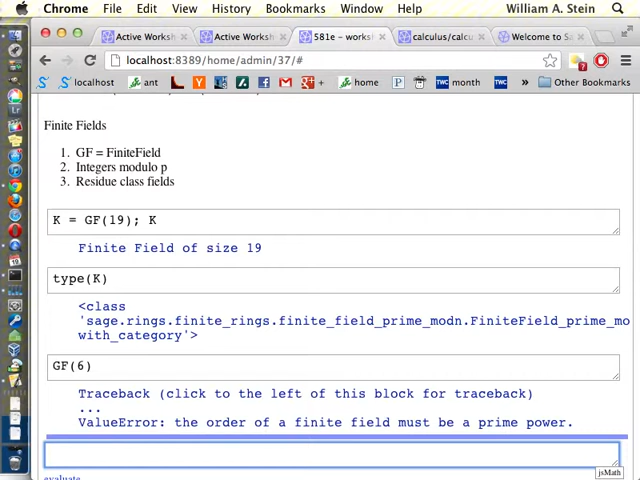 Chrome File Edit View History Bookmarks Window Help William A. Stein
Active Worksh Active Worksh 581e – worksh calculus/calcu Welcome to Sa
localhost:8389/home/admin/37/#
localhost ant home month TWC Other Bookmarks
Finite Fields
1. GF = FiniteField
2. Integers modulo p
3. Residue class fields
K = GF(19); K
Finite Field of size 19
type(K)
<class
'sage.rings.finite_rings.finite_field_prime_modn.FiniteField_prime_mo
with_category'>
GF(6)
Traceback (click to the left of this block for traceback)
...
ValueError: the order of a finite field must be a prime power.
jsMath
evaluate